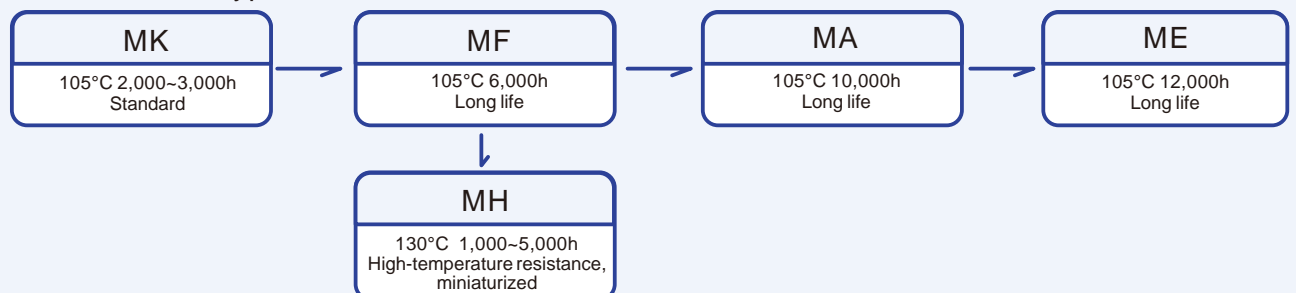 MK
105°C 2,000~3,000h
Standard
MF
105°C 6,000h
Long life
MA
105°C 10,000h
Long life
ME
105°C 12,000h
Long life
MH
130°C 1,000~5,000h
High-temperature resistance,
miniaturized